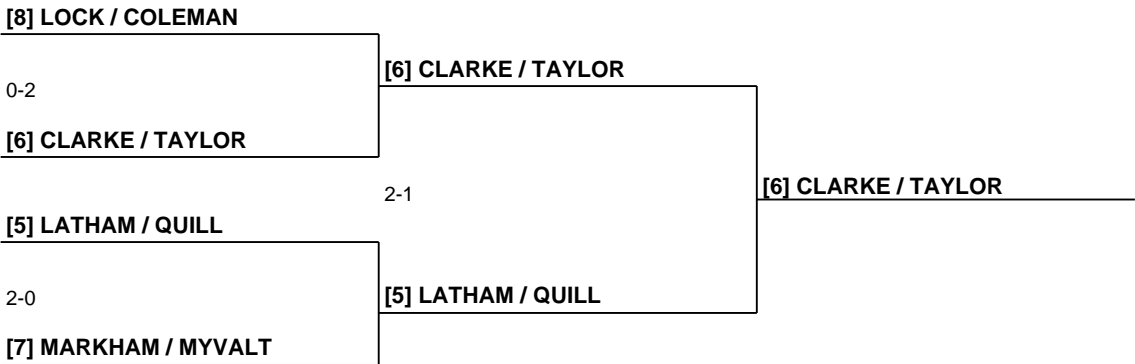 [8] LOCK / COLEMAN
[6] CLARKE / TAYLOR
0-2
[6] CLARKE / TAYLOR
2-1
[6] CLARKE / TAYLOR
[5] LATHAM / QUILL
2-0
[5] LATHAM / QUILL
[7] MARKHAM / MYVALT